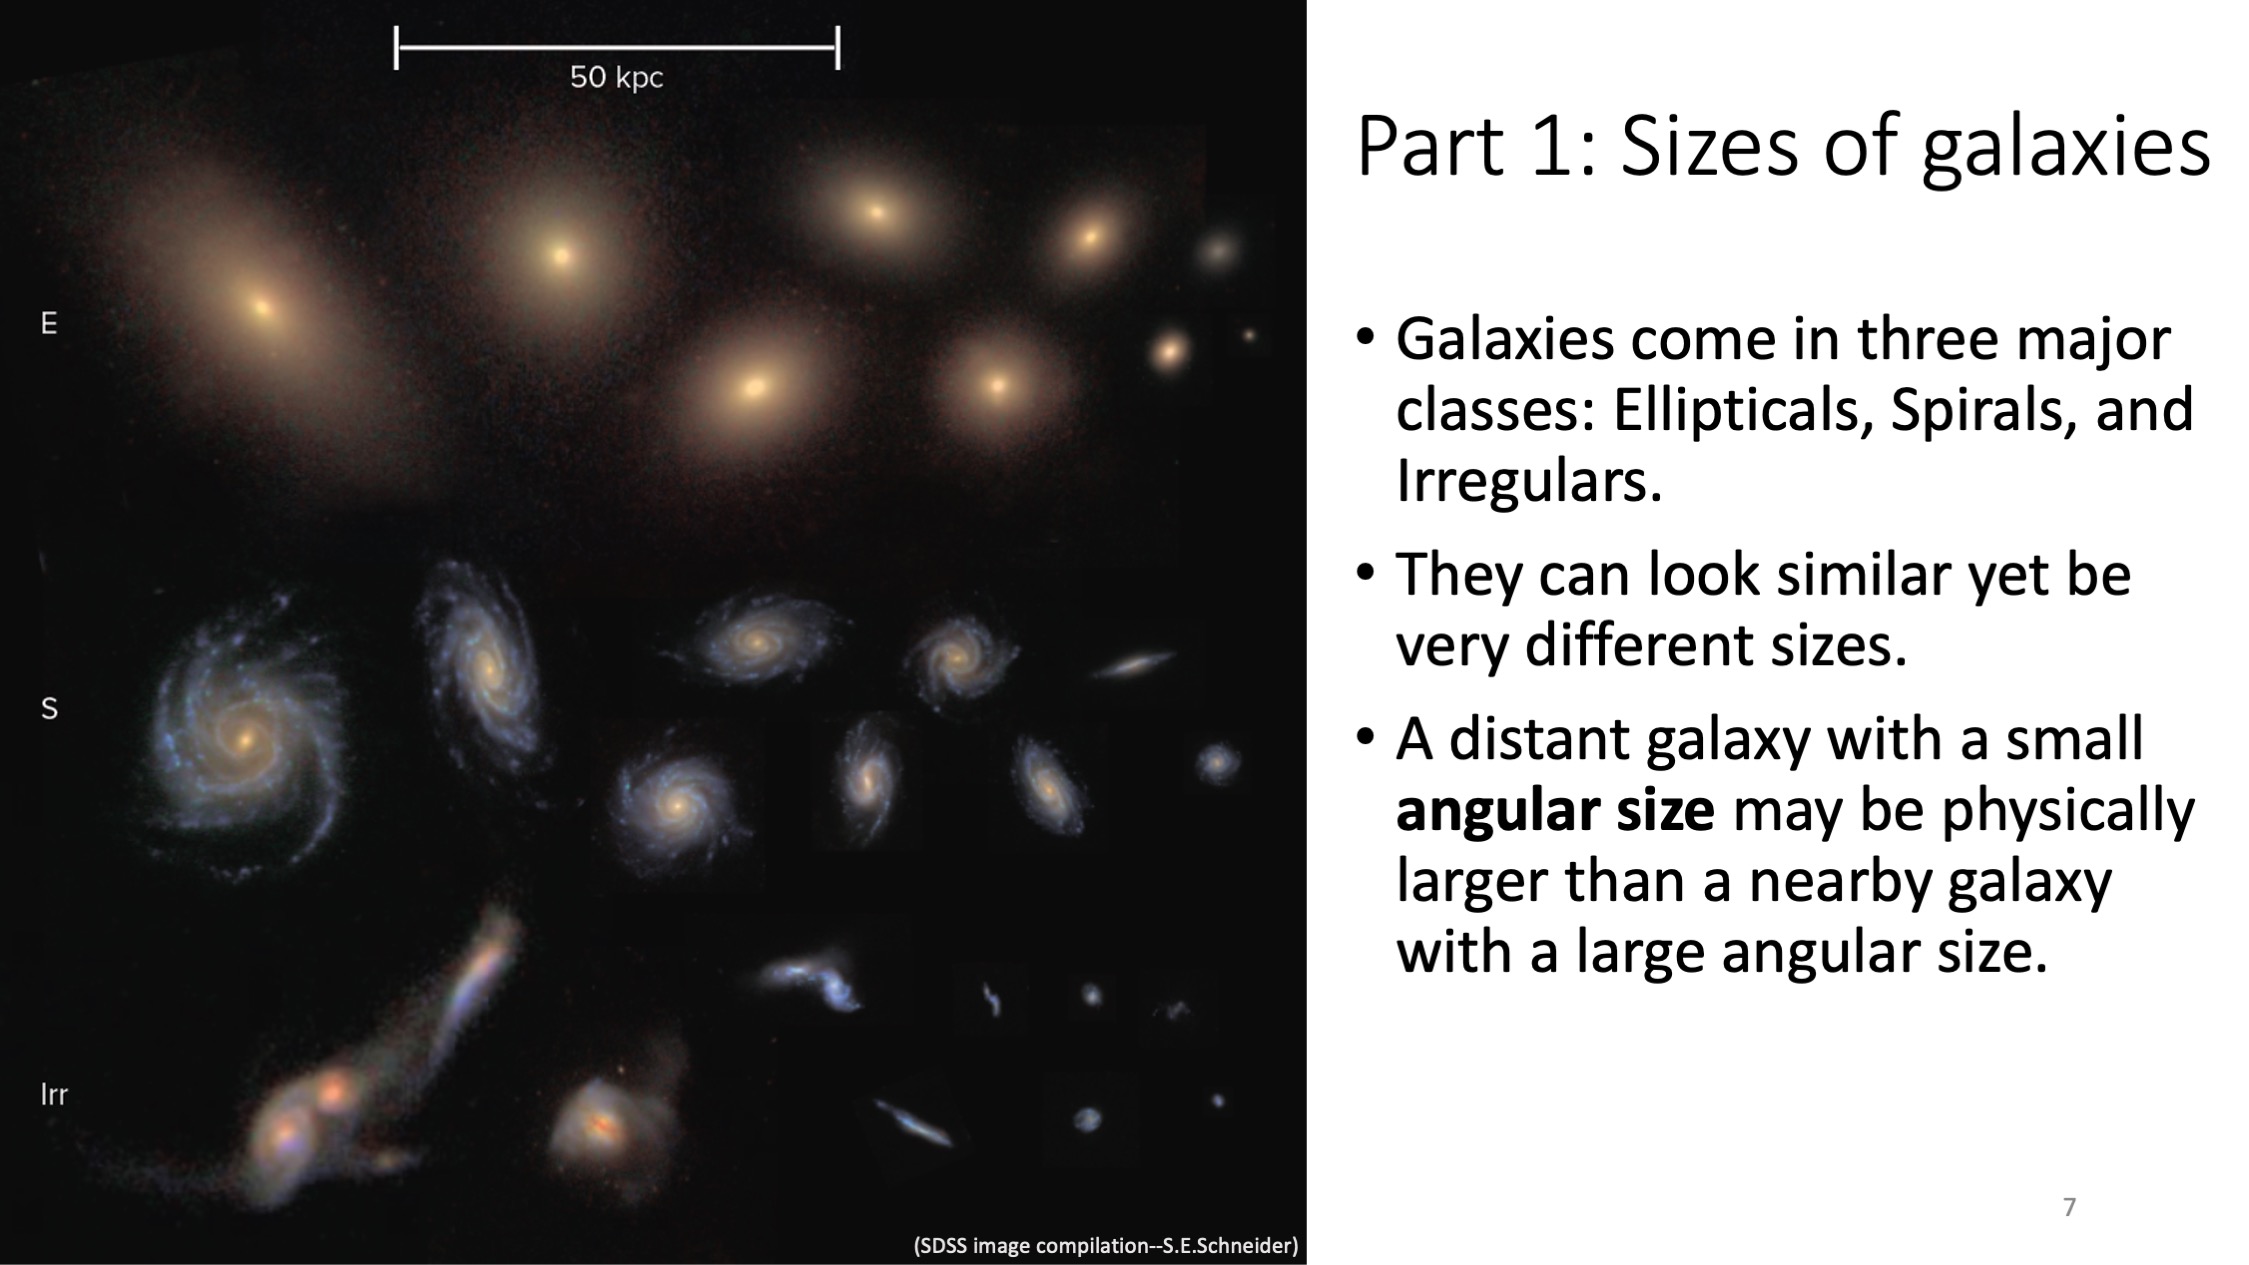 50 kpc
E
S
Irr
(SDSS image compilation--S.E.Schneider)
Part 1: Sizes of galaxies
• Galaxies come in three major
classes: Ellipticals, Spirals, and
Irregulars.
• They can look similar yet be
very different sizes.
• A distant galaxy with a small
angular size may be physically
larger than a nearby galaxy
with a large angular size.
7